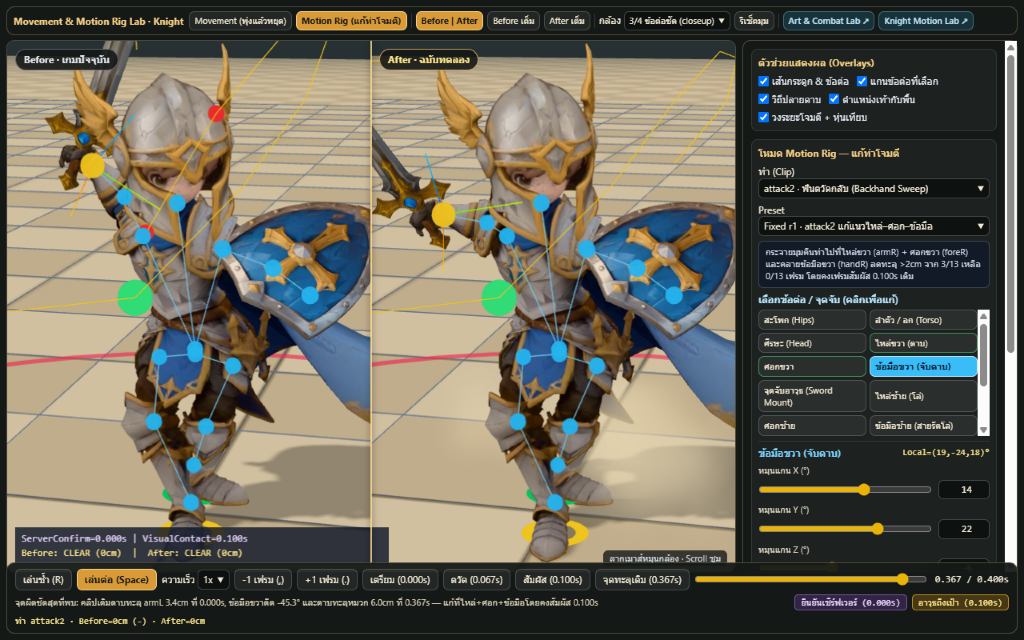 Movement & Motion Rig Lab · Knight
Movement (พุ่งแล้วหยุด)
Motion Rig (แก้ท่าโจมตี)
Before | After
Before เต็ม
After เต็ม
กล้อง
3/4 ข้อต่อชัด (closeup)
รีเซ็ตมุม
Art & Combat Lab ↗
Knight Motion Lab ↗
Before · เกมปัจจุบัน
After · ฉบับทดลอง
ตัวช่วยแสดงผล (Overlays)
เส้นกระดูก & ข้อต่อ
แกนข้อต่อที่เลือก
วิถีปลายดาบ
ตำแหน่งเท้ากับพื้น
วงระยะโจมตี + หุ่นเทียบ
โหมด Motion Rig — แก้ท่าโจมตี
ท่า (Clip)
attack2 · ฟันตวัดกลับ (Backhand Sweep)
Preset
Fixed r1 · attack2 แก้แนวไหล่-ศอก-ข้อมือ
กระจายมุมดันท่าไปที่ไหล่ขวา (armR) + ศอกขวา (foreR)
และคลายข้อมือขวา (handR) ลดทะลุ >2cm จาก 3/13 เหลือ
0/13 เฟรม โดยคงเฟรมสัมผัส 0.100s เดิม
เลือกข้อต่อ / จุดจับ (คลิกเพื่อแก้)
สะโพก (Hips)
ลำตัว / อก (Torso)
ศีรษะ (Head)
ไหล่ขวา (ดาบ)
ศอกขวา
ข้อมือขวา (จับดาบ)
จุดจับอาวุธ (Sword Mount)
ไหล่ซ้าย (โล่)
ศอกซ้าย
ข้อมือซ้าย (สายรัดโล่)
ข้อมือขวา (จับดาบ)
Local=(19,-24,18)°
หมุนแกน X (°)
14
หมุนแกน Y (°)
22
หมุนแกน Z (°)
ServerConfirm=0.000s | VisualContact=0.100s
Before: CLEAR (0cm) | After: CLEAR (0cm)
ลากเมาส์หมุนกล้อง · Scroll ซูม
เล่นซ้ำ (R)
เล่นต่อ (Space)
ความเร็ว
1x
-1 เฟรม (,)
+1 เฟรม (.)
เตรียม (0.000s)
ตวัด (0.067s)
สัมผัส (0.100s)
จุดทะลุเดิม (0.367s)
0.367 / 0.400s
จุดผิดชัดสุดที่พบ: คลิปเดิมดาบทะลุ armL 3.4cm ที่ 0.000s, ข้อมือขวาดัด -45.3° และดาบทะลุหมวก 6.0cm ที่ 0.367s — แก้ที่ไหล่+ศอก+ข้อมือโดยคงสัมผัส 0.100s
ยืนยันเซิร์ฟเวอร์ (0.000s)
อาวุธถึงเป้า (0.100s)
ท่า attack2 · Before=0cm (-) · After=0cm